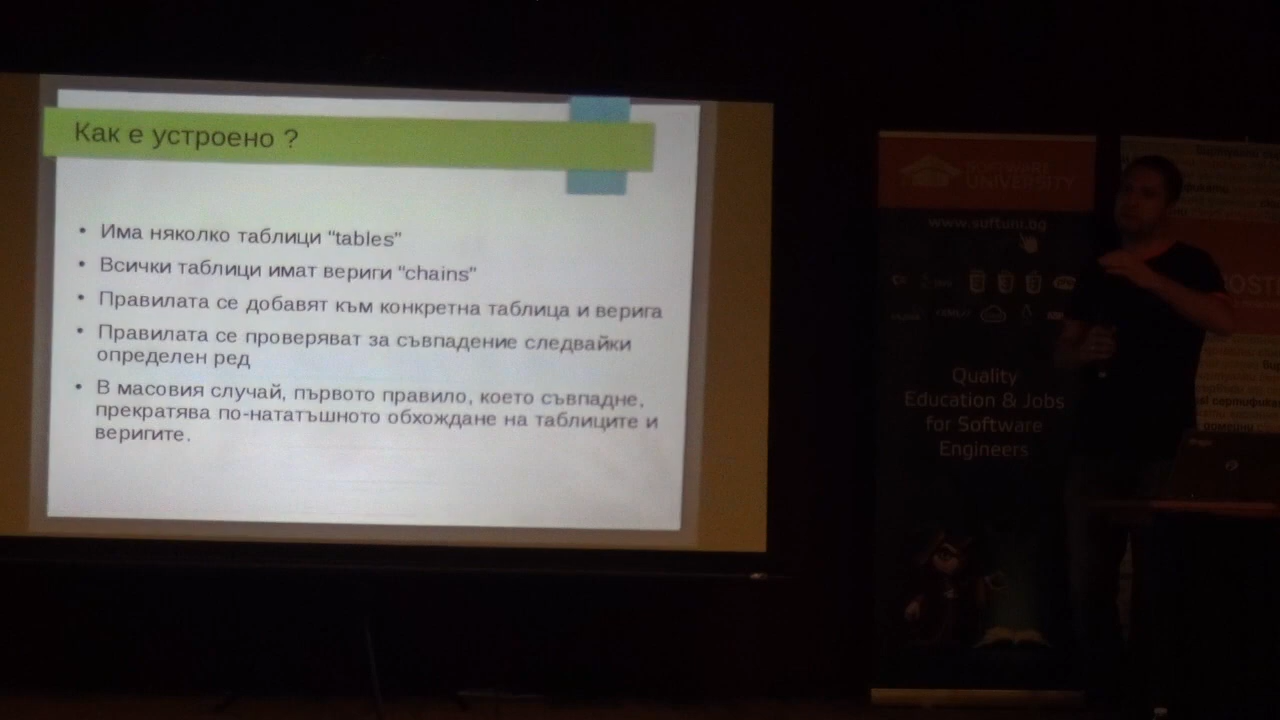 Как е устроено ?
• Има няколко таблици "tables"
• Всички таблици имат вериги "chains"
• Правилата се добавят към конкретна таблица и верига
• Правилата се проверяват за съвпадение следвайки
определен ред
• В масовия случай, първото правило, което съвпадне,
прекратява по-нататъшното обхождане на таблиците и
веригите.
SOFTWARE
UNIVERSITY
www.softuni.bg
Quality
Education & Jobs
for Software
Engineers